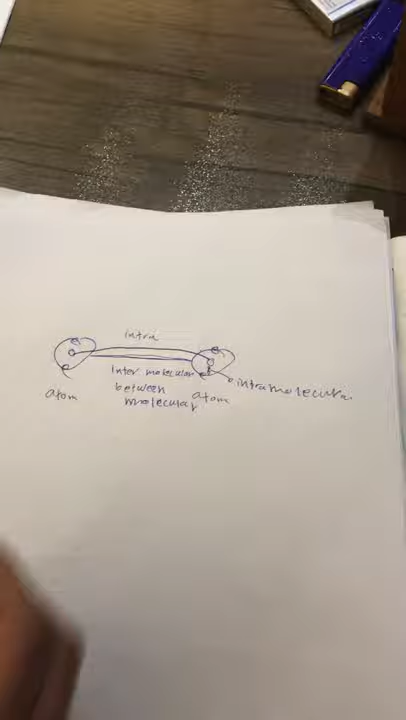 intra
Inter molecular
between
molecular
atom
atom
intramolecular